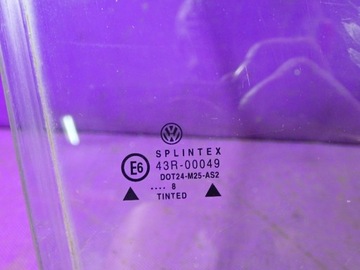 SPLINTEX
E6 43R-00049
DOT24-M25-AS2
.... 8
TINTED